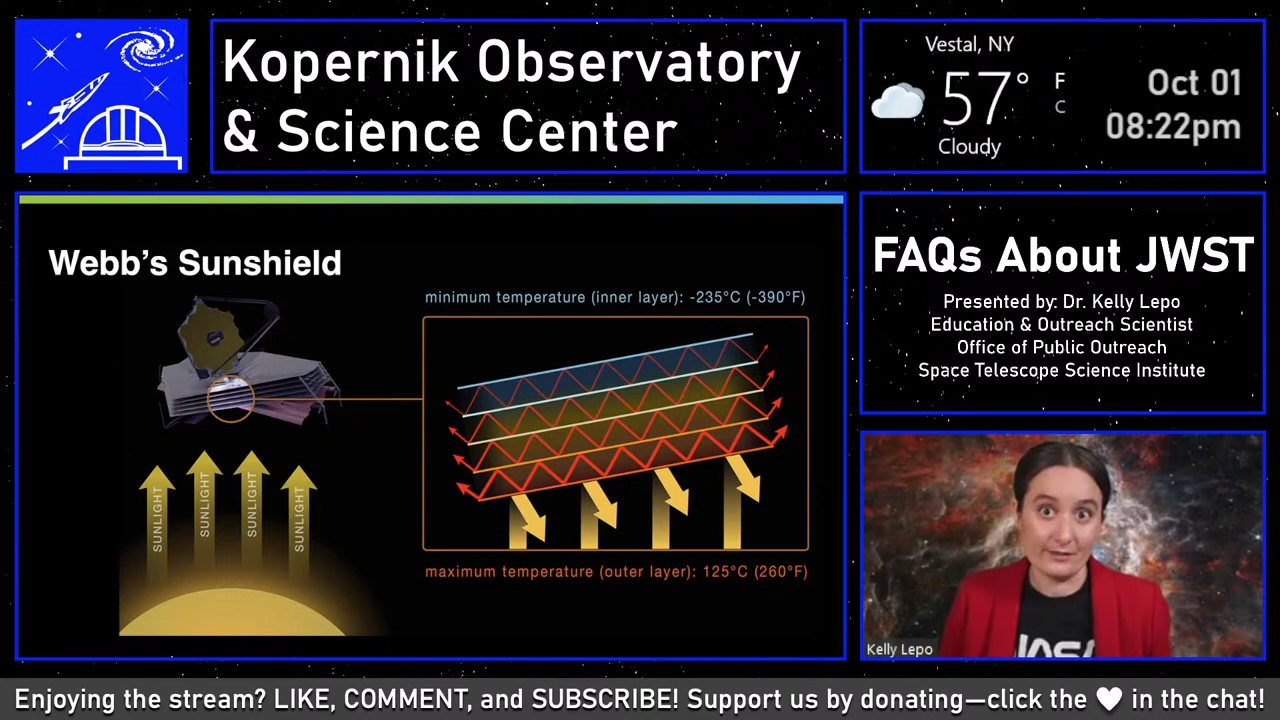 Kopernik Observatory
& Science Center
Vestal, NY
57° F
C
Cloudy
Oct 01
08:22pm
Webb's Sunshield
minimum temperature (inner layer): -235°C (-390°F)
SUNLIGHT
SUNLIGHT
SUNLIGHT
SUNLIGHT
maximum temperature (outer layer): 125°C (260°F)
FAQs About JWST
Presented by: Dr. Kelly Lepo
Education & Outreach Scientist
Office of Public Outreach
Space Telescope Science Institute
Kelly Lepo
Enjoying the stream? LIKE, COMMENT, and SUBSCRIBE! Support us by donating—click the ♥ in the chat!